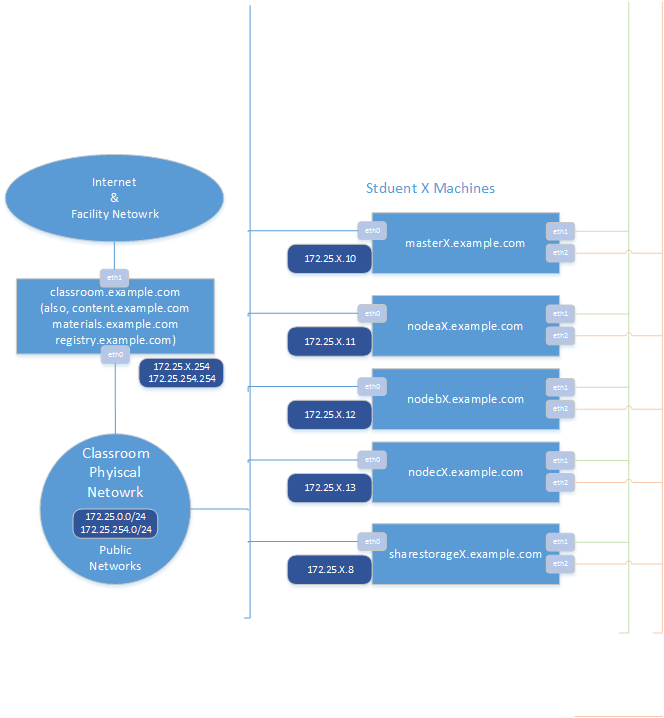 Internet
&
Facility Netowrk
eth1
classroom.example.com
(also, content.example.com
materials.example.com
registry.example.com)
eth0
172.25.X.254
172.25.254.254
Classroom
Phyiscal
Netowrk
172.25.0.0/24
172.25.254.0/24
Public
Networks
Stduent X Machines
eth0
masterX.example.com
eth1
eth2
172.25.X.10
eth0
nodeaX.example.com
eth1
eth2
172.25.X.11
eth0
nodebX.example.com
eth1
eth2
172.25.X.12
eth0
nodecX.example.com
eth1
eth2
172.25.X.13
eth0
sharestorageX.example.com
eth1
eth2
172.25.X.8